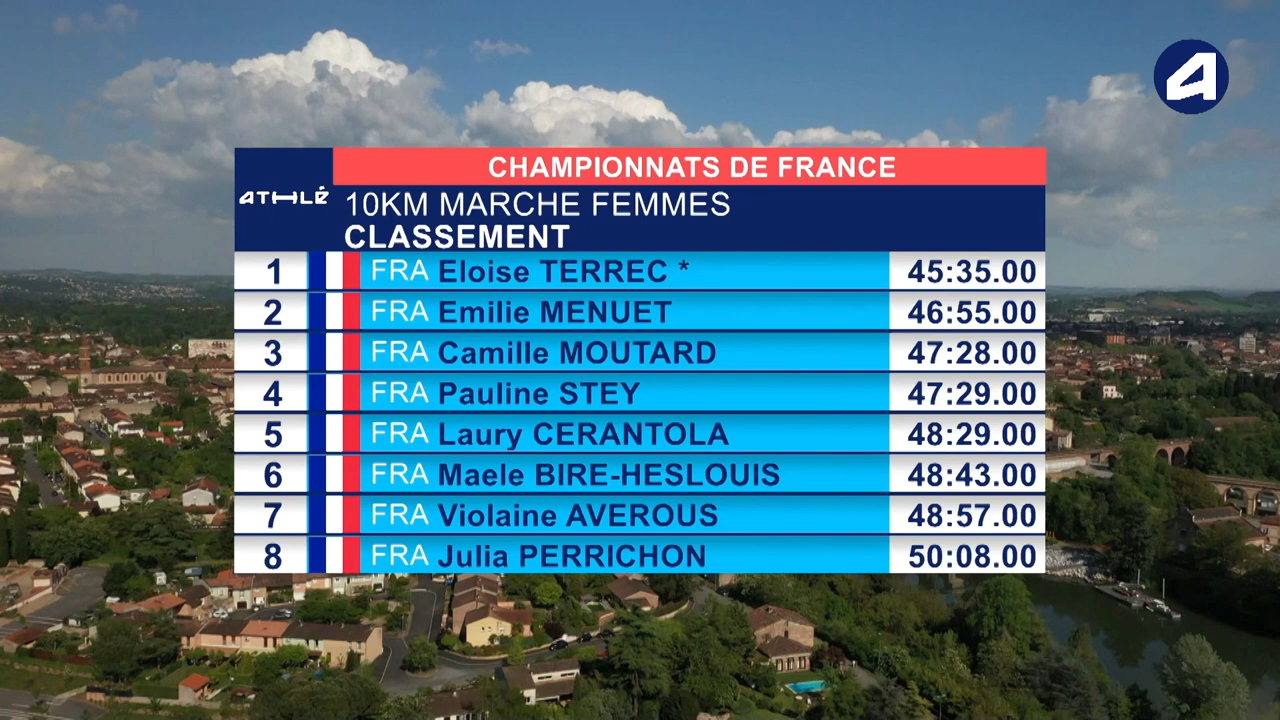 CHAMPIONNATS DE FRANCE
ATHLÉ
10KM MARCHE FEMMES
CLASSEMENT
1 FRA Eloise TERREC * 45:35.00
2 FRA Emilie MENUET 46:55.00
3 FRA Camille MOUTARD 47:28.00
4 FRA Pauline STEY 47:29.00
5 FRA Laury CERANTOLA 48:29.00
6 FRA Maele BIRE-HESLOUIS 48:43.00
7 FRA Violaine AVEROUS 48:57.00
8 FRA Julia PERRICHON 50:08.00